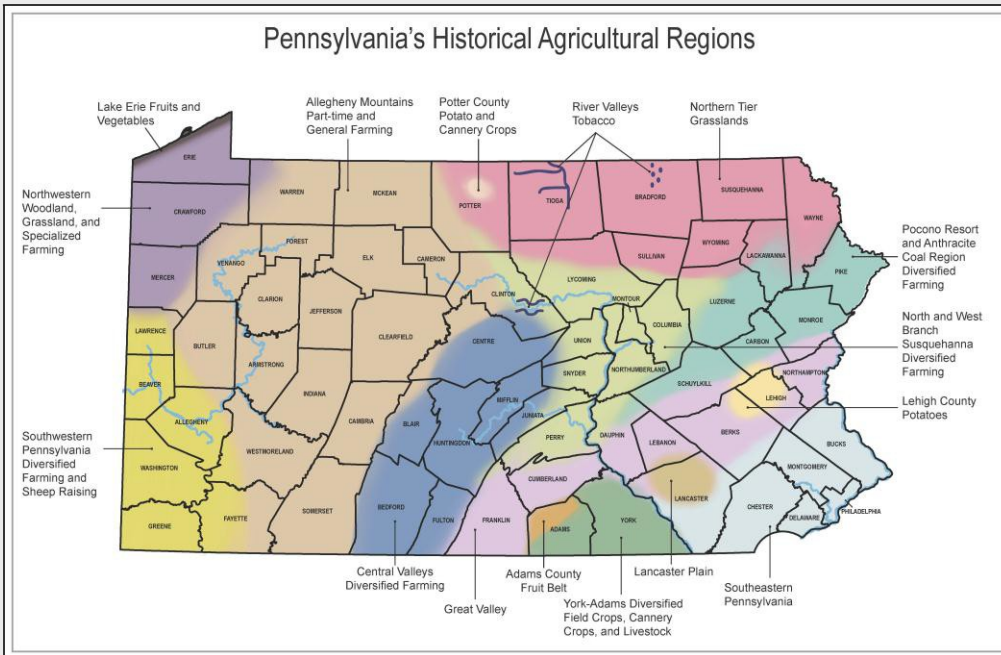 Pennsylvania's Historical Agricultural Regions
Lake Erie Fruits and
Vegetables
Allegheny Mountains
Part-time and
General Farming
Potter County
Potato and
Cannery Crops
River Valleys
Tobacco
Northern Tier
Grasslands
Northwestern
Woodland,
Grassland, and
Specialized
Farming
Pocono Resort
and Anthracite
Coal Region
Diversified
Farming
North and West
Branch
Susquehanna
Diversified
Farming
Lehigh County
Potatoes
Southwestern
Pennsylvania
Diversified
Farming and
Sheep Raising
Central Valleys
Diversified Farming
Great Valley
Adams County
Fruit Belt
York-Adams Diversified
Field Crops, Cannery
Crops, and Livestock
Lancaster Plain
Southeastern
Pennsylvania
ERIE
CRAWFORD
MERCER
WARREN
MCKEAN
POTTER
TIOGA
BRADFORD
SUSQUEHANNA
WAYNE
WYOMING
LACKAWANNA
SULLIVAN
PIKE
FOREST
VENANGO
ELK
CAMERON
CLINTON
LYCOMING
MONTOUR
LUZERNE
COLUMBIA
MONROE
CARBON
CLARION
JEFFERSON
CLEARFIELD
CENTRE
UNION
SNYDER
NORTHUMBERLAND
SCHUYLKILL
NORTHAMPTON
LEHIGH
LAWRENCE
BUTLER
ARMSTRONG
INDIANA
CAMBRIA
BLAIR
HUNTINGDON
MIFFLIN
JUNIATA
PERRY
DAUPHIN
LEBANON
BERKS
BUCKS
MONTGOMERY
PHILADELPHIA
BEAVER
ALLEGHENY
WESTMORELAND
WASHINGTON
GREENE
FAYETTE
SOMERSET
BEDFORD
FULTON
FRANKLIN
CUMBERLAND
ADAMS
YORK
LANCASTER
CHESTER
DELAWARE